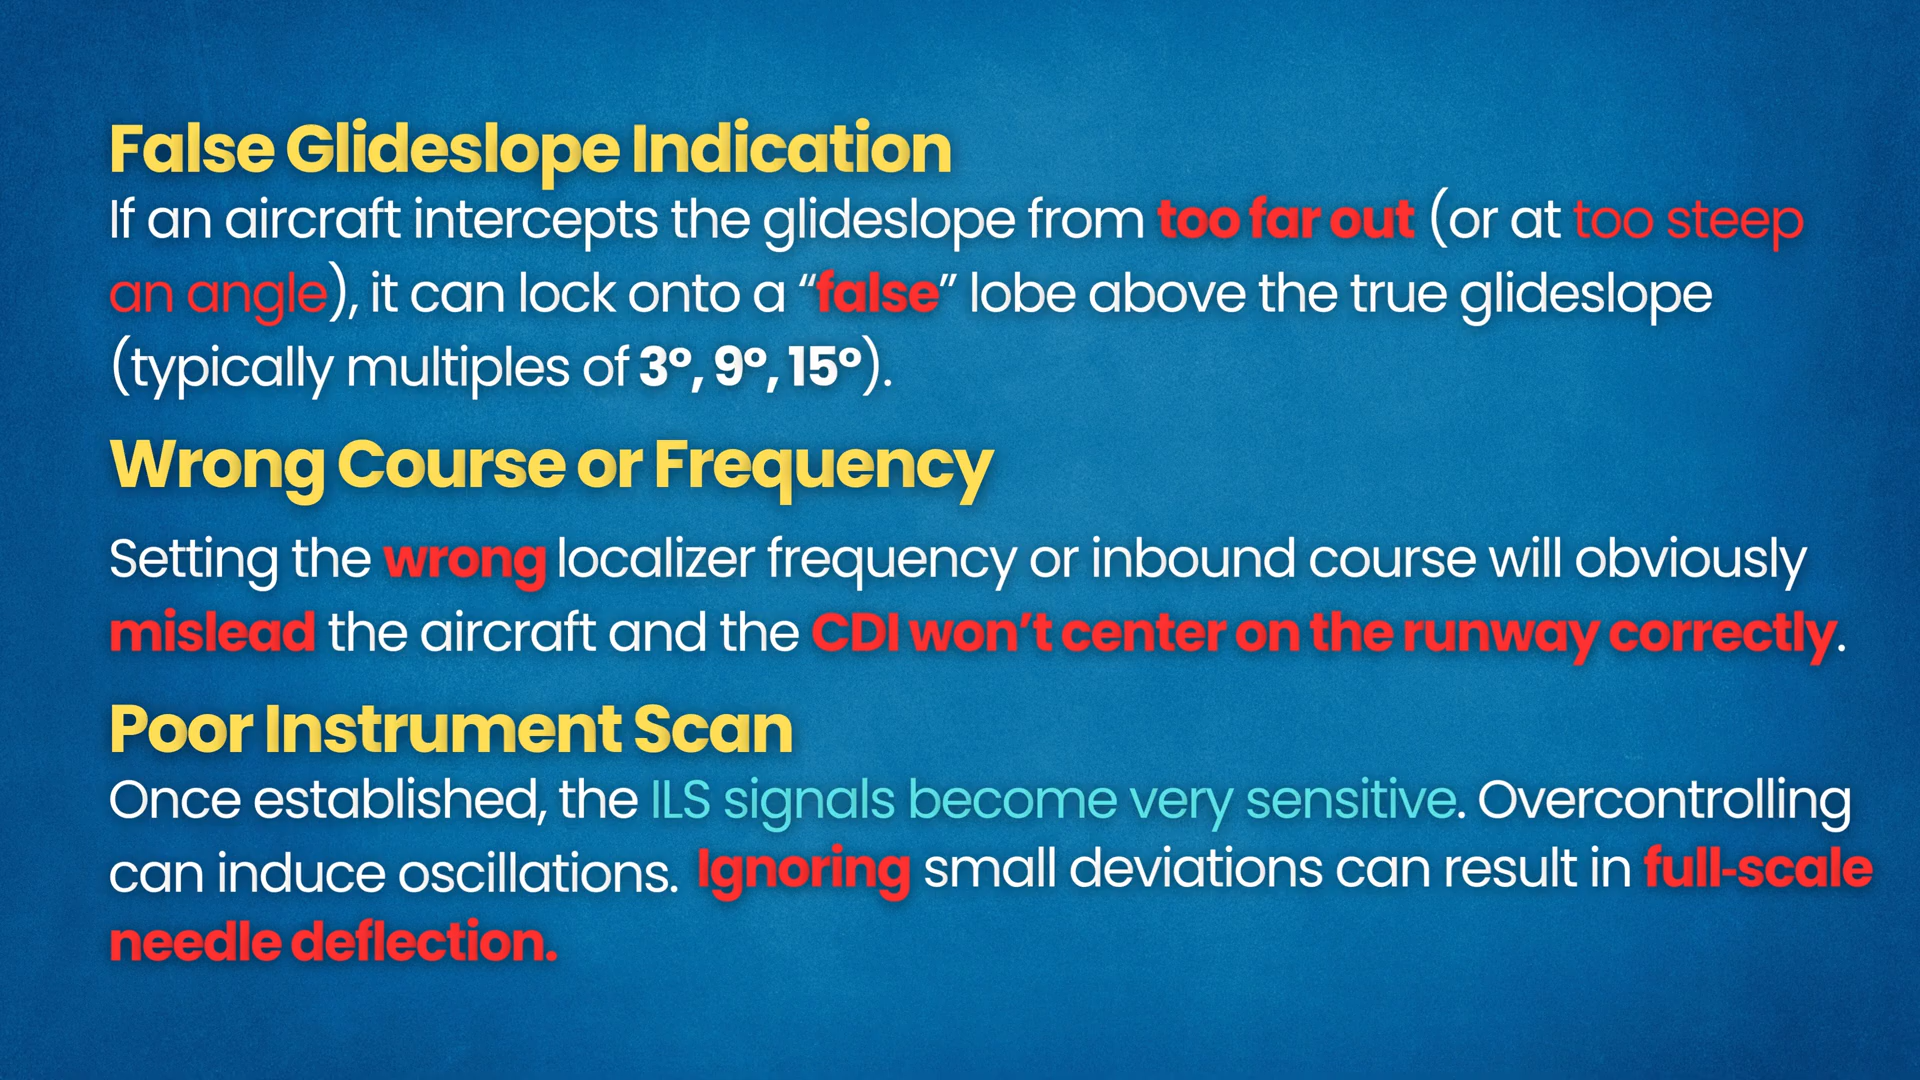 False Glideslope Indication
If an aircraft intercepts the glideslope from too far out (or at too steep
an angle), it can lock onto a “false” lobe above the true glideslope
(typically multiples of 3°, 9°, 15°).
Wrong Course or Frequency
Setting the wrong localizer frequency or inbound course will obviously
mislead the aircraft and the CDI won’t center on the runway correctly.
Poor Instrument Scan
Once established, the ILS signals become very sensitive. Overcontrolling
can induce oscillations. Ignoring small deviations can result in full-scale
needle deflection.